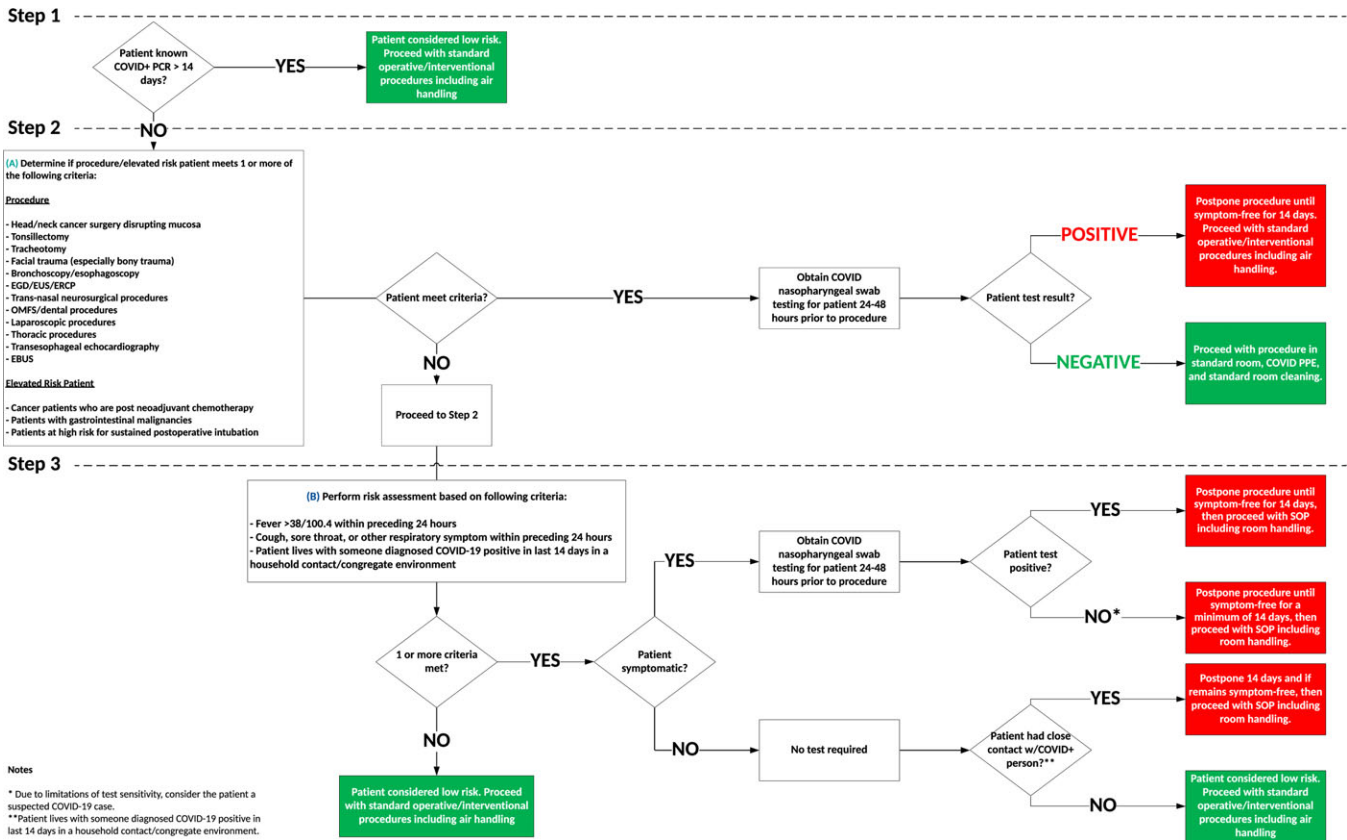 Step 1
Patient known
COVID+ PCR > 14
days?
YES
Patient considered low risk.
Proceed with standard
operative/interventional
procedures including air
handling
NO
Step 2
(A) Determine if procedure/elevated risk patient meets 1 or more of
the following criteria:
Procedure
- Head/neck cancer surgery disrupting mucosa
- Tonsillectomy
- Tracheotomy
- Facial trauma (especially bony trauma)
- Bronchoscopy/esophagoscopy
- EGD/EUS/ERCP
- Trans-nasal neurosurgical procedures
- OMFS/dental procedures
- Laparoscopic procedures
- Thoracic procedures
- Transesophageal echocardiography
- EBUS
Elevated Risk Patient
- Cancer patients who are post neoadjuvant chemotherapy
- Patients with gastrointestinal malignancies
- Patients at high risk for sustained postoperative intubation
Patient meet criteria?
YES
Obtain COVID
nasopharyngeal swab
testing for patient 24-48
hours prior to procedure
Patient test result?
POSITIVE
Postpone procedure until
symptom-free for 14 days.
Proceed with standard
operative/interventional
procedures including air
handling.
NEGATIVE
Proceed with procedure in
standard room, COVID PPE,
and standard room cleaning.
NO
Proceed to Step 2
Step 3
(B) Perform risk assessment based on following criteria:
- Fever >38/100.4 within preceding 24 hours
- Cough, sore throat, or other respiratory symptom within preceding 24 hours
- Patient lives with someone diagnosed COVID-19 positive in last 14 days in a
household contact/congregate environment
1 or more criteria
met?
YES
Patient
symptomatic?
YES
Obtain COVID
nasopharyngeal swab
testing for patient 24-48
hours prior to procedure
Patient test
positive?
YES
Postpone procedure until
symptom-free for 14 days,
then proceed with SOP
including room handling.
NO*
Postpone procedure until
symptom-free for a
minimum of 14 days, then
proceed with SOP including
room handling.
NO
No test required
Patient had close
contact w/COVID+
person?**
YES
Postpone 14 days and if
remains symptom-free, then
proceed with SOP including
room handling.
NO
Patient considered low risk.
Proceed with standard
operative/interventional
procedures including air
handling
NO
Patient considered low risk. Proceed
with standard operative/interventional
procedures including air handling
Notes
* Due to limitations of test sensitivity, consider the patient a
suspected COVID-19 case.
**Patient lives with someone diagnosed COVID-19 positive in
last 14 days in a household contact/congregate environment.